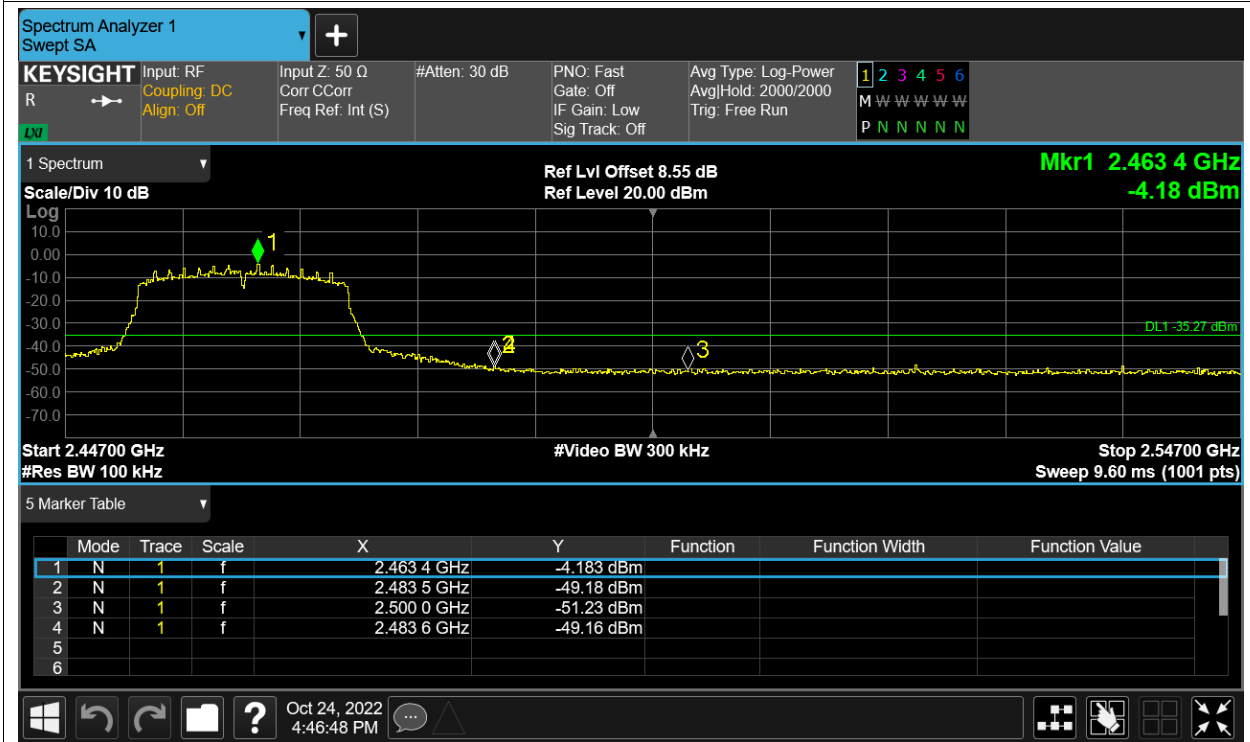 Spectrum Analyzer 1
Swept SA
+
KEYSIGHT Input: RF Input Z: 50 Ω #Atten: 30 dB PNO: Fast Avg Type: Log-Power 1 2 3 4 5 6
R Coupling: DC Corr CCorr Gate: Off Avg|Hold: 2000/2000 M W W W W W
Align: Off Freq Ref: Int (S) IF Gain: Low Trig: Free Run
LXI Sig Track: Off P N N N N N
1 Spectrum Ref Lvl Offset 8.55 dB Mkr1 2.463 4 GHz
Scale/Div 10 dB Ref Level 20.00 dBm -4.18 dBm
Log
10.0
0.00
1
-10.0
-20.0
-30.0
DL1 -35.27 dBm
-40.0
2
4
3
-50.0
-60.0
-70.0
Start 2.44700 GHz #Video BW 300 kHz Stop 2.54700 GHz
#Res BW 100 kHz Sweep 9.60 ms (1001 pts)
5 Marker Table
Mode Trace Scale X Y Function Function Width Function Value
1 N 1 f 2.463 4 GHz -4.183 dBm
2 N 1 f 2.483 5 GHz -49.18 dBm
3 N 1 f 2.500 0 GHz -51.23 dBm
4 N 1 f 2.483 6 GHz -49.16 dBm
5
6
? Oct 24, 2022
4:46:48 PM